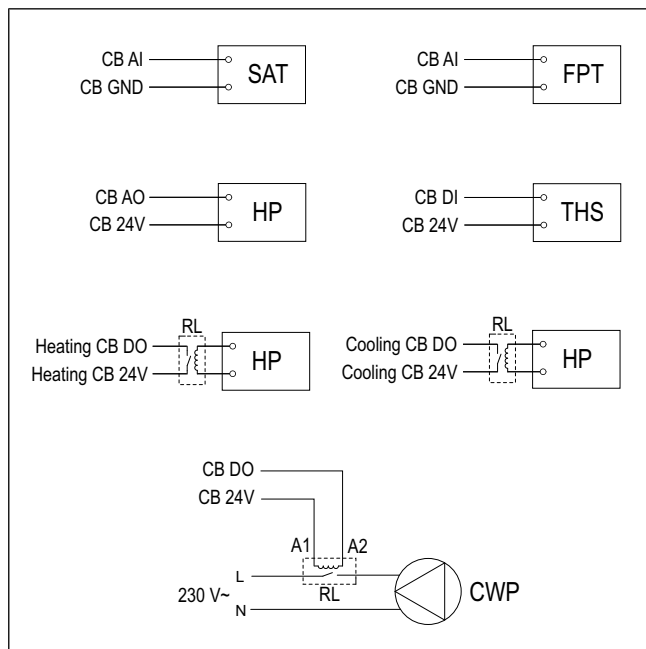 CB AI
CB GND
SAT
CB AI
CB GND
FPT
CB AO
CB 24V
HP
CB DI
CB 24V
THS
RL
Heating CB DO
Heating CB 24V
HP
RL
Cooling CB DO
Cooling CB 24V
HP
CB DO
CB 24V
A1
A2
L
230 V~
N
RL
CWP